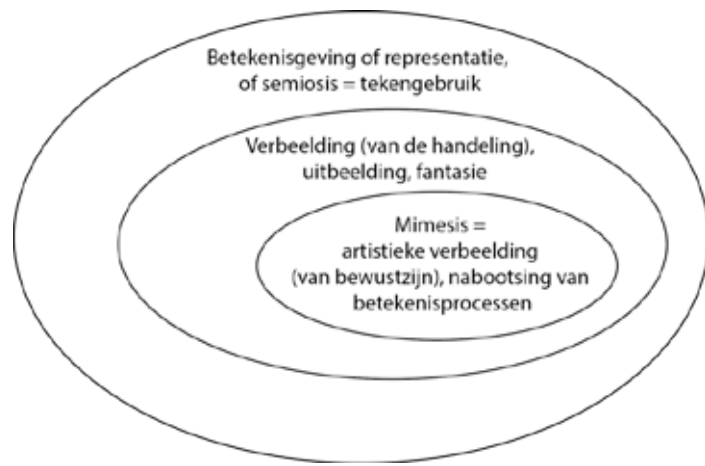 Betekenisgeving of representatie,
of semiosis = tekengebruik
Verbeelding (van de handeling),
uitbeelding, fantasie
Mimesis =
artistieke verbeelding
(van bewustzijn), nabootsing van
betekenisprocessen